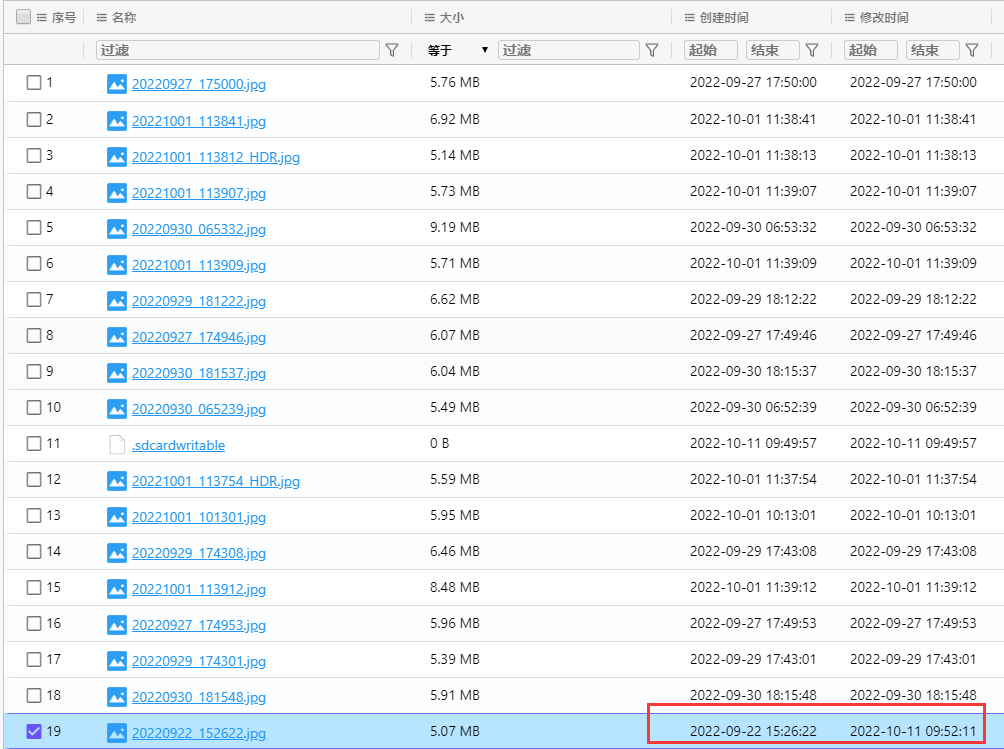 序号 名称 大小 创建时间 修改时间
过滤 等于 过滤 起始 结束 起始 结束
1 20220927_175000.jpg 5.76 MB 2022-09-27 17:50:00 2022-09-27 17:50:00
2 20221001_113841.jpg 6.92 MB 2022-10-01 11:38:41 2022-10-01 11:38:41
3 20221001_113812_HDR.jpg 5.14 MB 2022-10-01 11:38:13 2022-10-01 11:38:13
4 20221001_113907.jpg 5.73 MB 2022-10-01 11:39:07 2022-10-01 11:39:07
5 20220930_065332.jpg 9.19 MB 2022-09-30 06:53:32 2022-09-30 06:53:32
6 20221001_113909.jpg 5.71 MB 2022-10-01 11:39:09 2022-10-01 11:39:09
7 20220929_181222.jpg 6.62 MB 2022-09-29 18:12:22 2022-09-29 18:12:22
8 20220927_174946.jpg 6.07 MB 2022-09-27 17:49:46 2022-09-27 17:49:46
9 20220930_181537.jpg 6.04 MB 2022-09-30 18:15:37 2022-09-30 18:15:37
10 20220930_065239.jpg 5.49 MB 2022-09-30 06:52:39 2022-09-30 06:52:39
11 .sdcardwritable 0 B 2022-10-11 09:49:57 2022-10-11 09:49:57
12 20221001_113754_HDR.jpg 5.59 MB 2022-10-01 11:37:54 2022-10-01 11:37:54
13 20221001_101301.jpg 5.95 MB 2022-10-01 10:13:01 2022-10-01 10:13:01
14 20220929_174308.jpg 6.46 MB 2022-09-29 17:43:08 2022-09-29 17:43:08
15 20221001_113912.jpg 8.48 MB 2022-10-01 11:39:12 2022-10-01 11:39:12
16 20220927_174953.jpg 5.96 MB 2022-09-27 17:49:53 2022-09-27 17:49:53
17 20220929_174301.jpg 5.39 MB 2022-09-29 17:43:01 2022-09-29 17:43:01
18 20220930_181548.jpg 5.91 MB 2022-09-30 18:15:48 2022-09-30 18:15:48
19 20220922_152622.jpg 5.07 MB 2022-09-22 15:26:22 2022-10-11 09:52:11